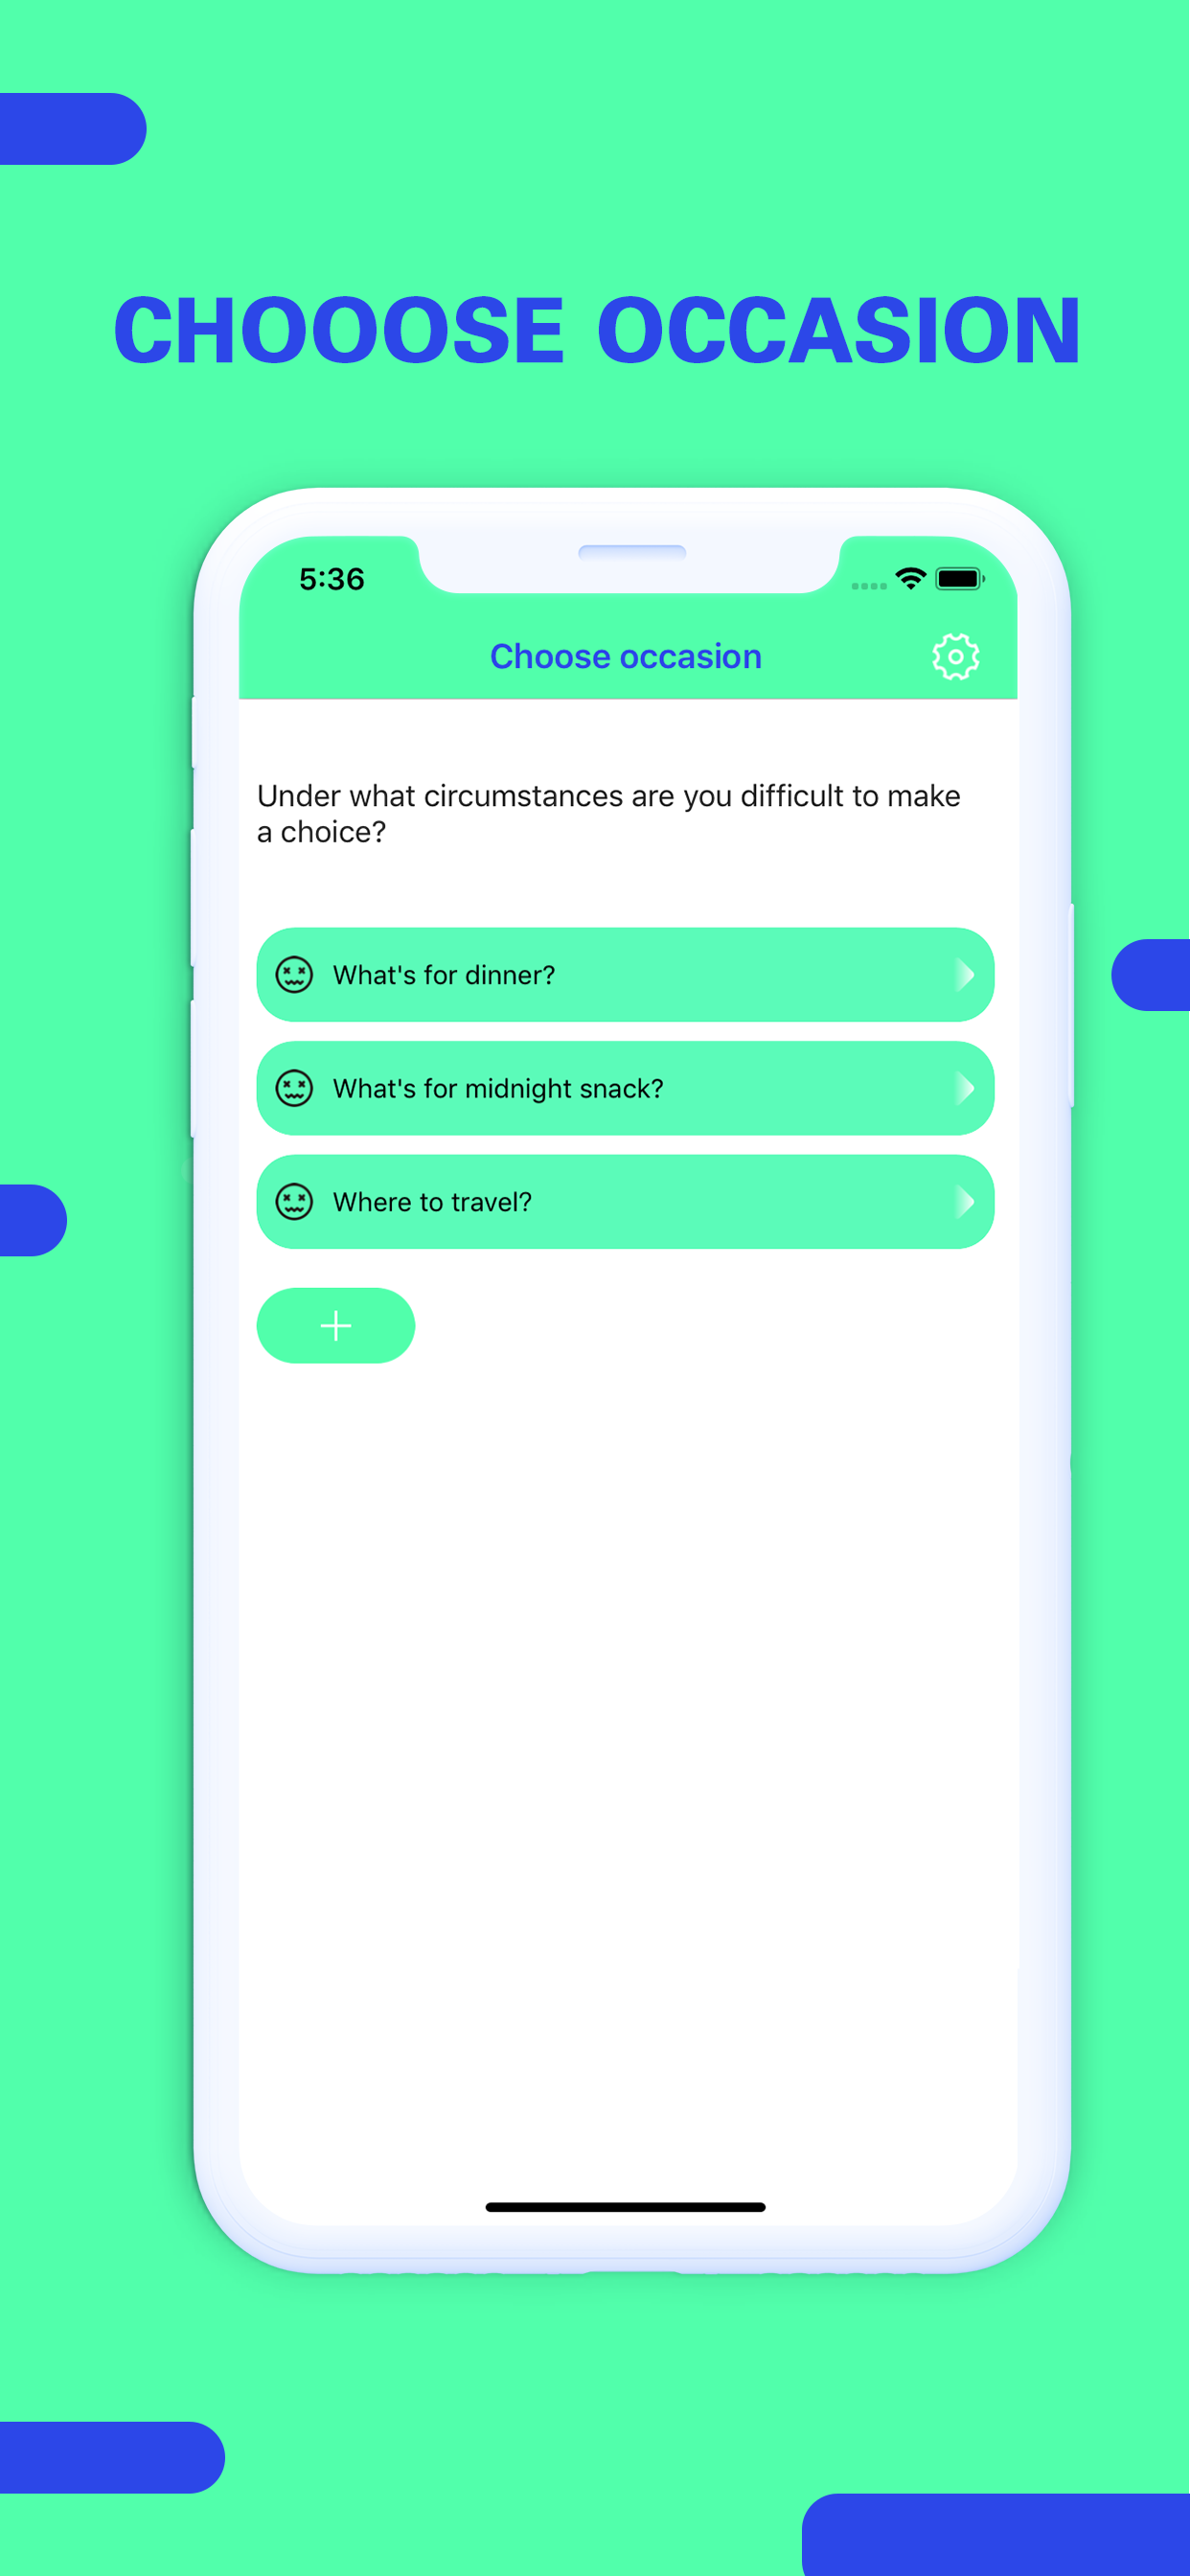 CHOOOSE OCCASION
5:36
Choose occasion
Under what circumstances are you difficult to make
a choice?
What's for dinner?
What's for midnight snack?
Where to travel?